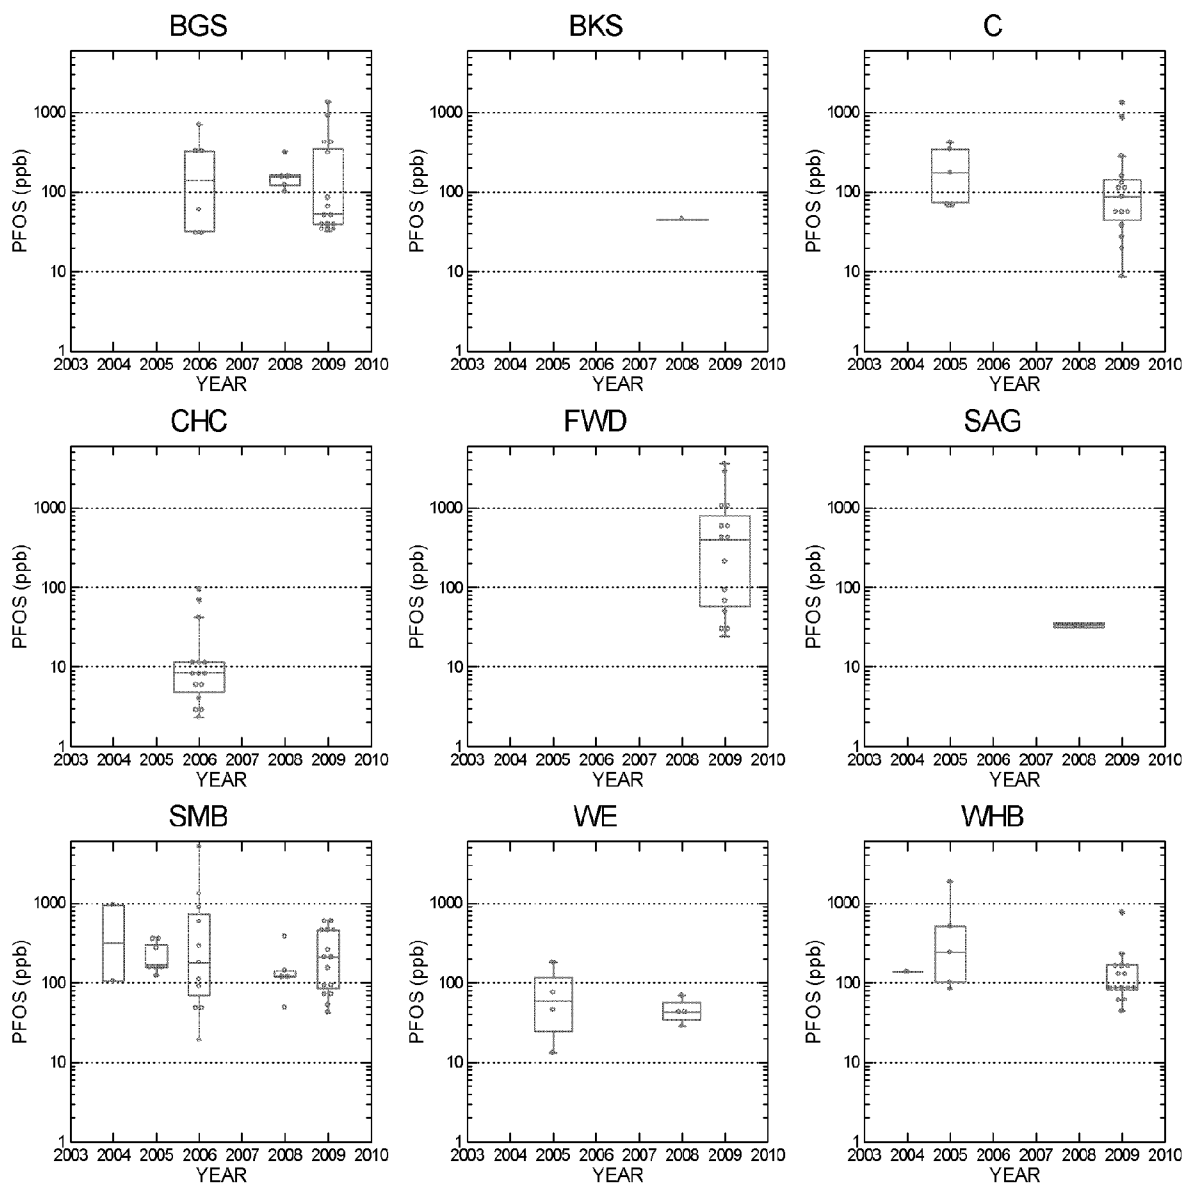 BGS BKS C
1000 1000 1000
PFOS (ppb) PFOS (ppb) PFOS (ppb)
100 100 100
10 10 10
1 1 1
2003 2004 2005 2006 2007 2008 2009 2010 2003 2004 2005 2006 2007 2008 2009 2010 2003 2004 2005 2006 2007 2008 2009 2010
YEAR YEAR YEAR
CHC FWD SAG
1000 1000 1000
PFOS (ppb) PFOS (ppb) PFOS (ppb)
100 100 100
10 10 10
1 1 1
2003 2004 2005 2006 2007 2008 2009 2010 2003 2004 2005 2006 2007 2008 2009 2010 2003 2004 2005 2006 2007 2008 2009 2010
YEAR YEAR YEAR
SMB WE WHB
1000 1000 1000
PFOS (ppb) PFOS (ppb) PFOS (ppb)
100 100 100
10 10 10
1 1 1
2003 2004 2005 2006 2007 2008 2009 2010 2003 2004 2005 2006 2007 2008 2009 2010 2003 2004 2005 2006 2007 2008 2009 2010
YEAR YEAR YEAR